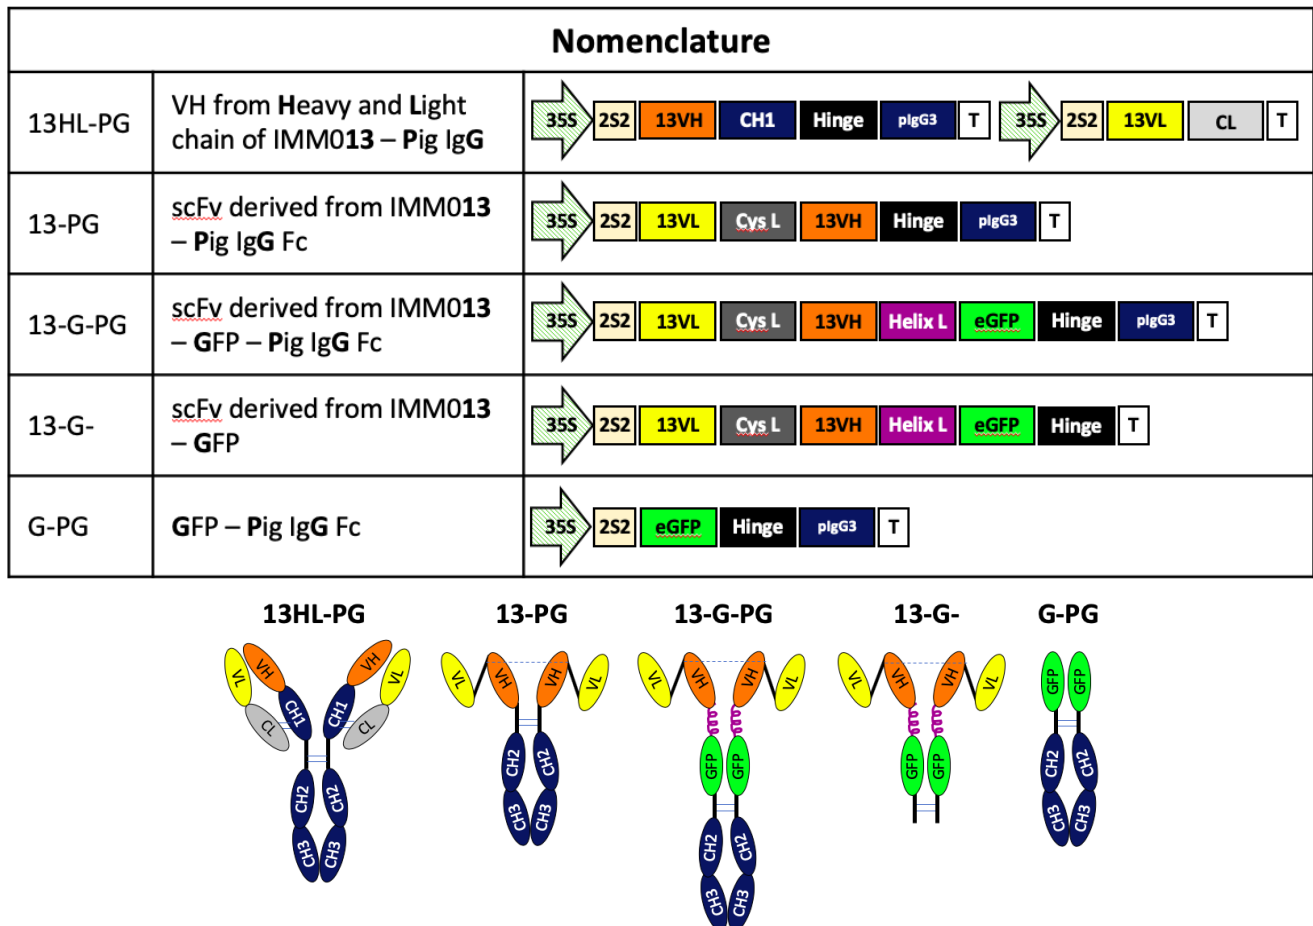 Nomenclature
13HL-PG
VH from Heavy and Light
chain of IMM013 – Pig IgG
35S 2S2 13VH CH1 Hinge pIgG3 T 35S 2S2 13VL CL T
13-PG
scFv derived from IMM013
– Pig IgG Fc
35S 2S2 13VL Cys L 13VH Hinge pIgG3 T
13-G-PG
scFv derived from IMM013
– GFP – Pig IgG Fc
35S 2S2 13VL Cys L 13VH Helix L eGFP Hinge pIgG3 T
13-G-
scFv derived from IMM013
– GFP
35S 2S2 13VL Cys L 13VH Helix L eGFP Hinge T
G-PG
GFP – Pig IgG Fc
35S 2S2 eGFP Hinge pIgG3 T
13HL-PG 13-PG 13-G-PG 13-G- G-PG
VL VH VH VL VL VH VH VL VL VH VH VL VL VH VH VL GFP GFP
CL CH1 CH1 CL
GFP GFP GFP GFP
CH2 CH2 CH2 CH2 CH2 CH2
CH3 CH3 CH3 CH3 CH3 CH3
CH2 CH2
CH3 CH3